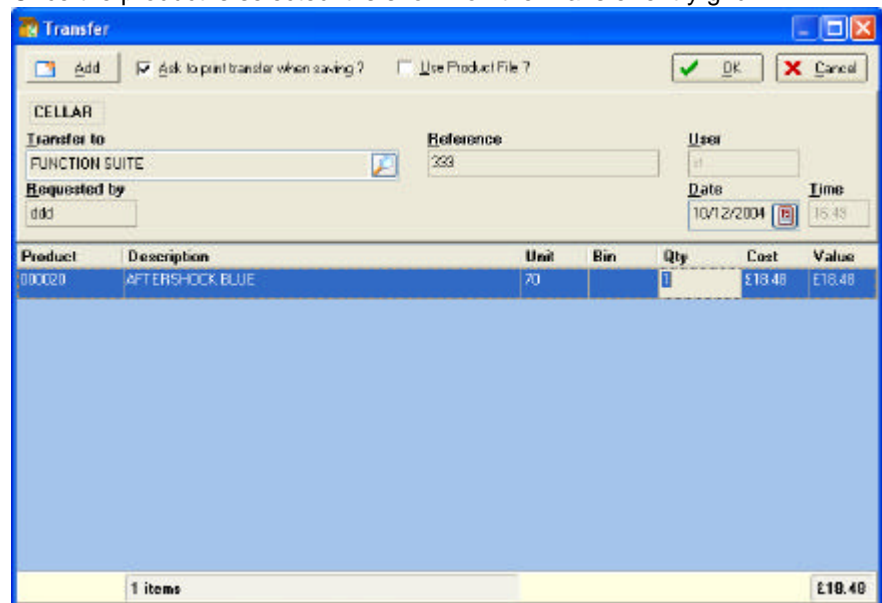 Transfer
Add Ask to print transfer when saving ? Use Product File ? OK Cancel
CELLAR
Transfer to Reference User
FUNCTION SUITE 333
Requested by Date Time
ddd 10/12/2004
Product Description Unit Bin Qty Cost Value
000020 AFTERSHOCK BLUE 70 1 £18.48 £18.48
1 items £18.48